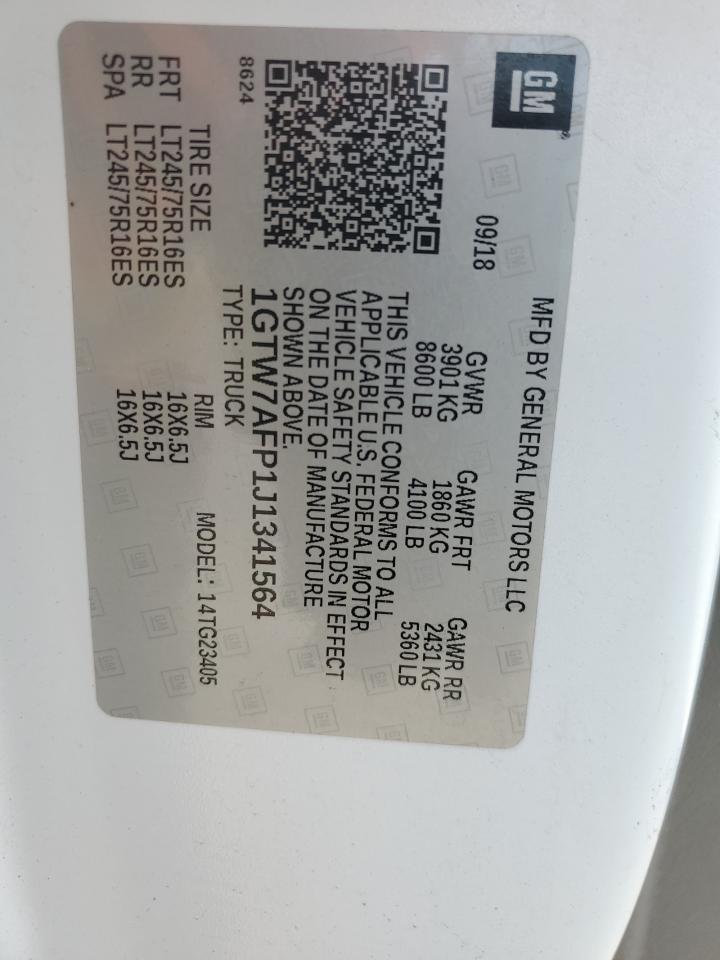 GM
MFD BY GENERAL MOTORS LLC
09/18
GVWR GAWR FRT GAWR RR
3901 KG 1860 KG 2431 KG
8600 LB 4100 LB 5360 LB
THIS VEHICLE CONFORMS TO ALL
APPLICABLE U.S. FEDERAL MOTOR
VEHICLE SAFETY STANDARDS IN EFFECT
ON THE DATE OF MANUFACTURE
SHOWN ABOVE.
1GTW7AFP1J1341564
8624
TYPE: TRUCK
TIRE SIZE RIM MODEL: 14TG23405
FRT LT245/75R16ES 16X6.5J
RR LT245/75R16ES 16X6.5J
SPA LT245/75R16ES 16X6.5J